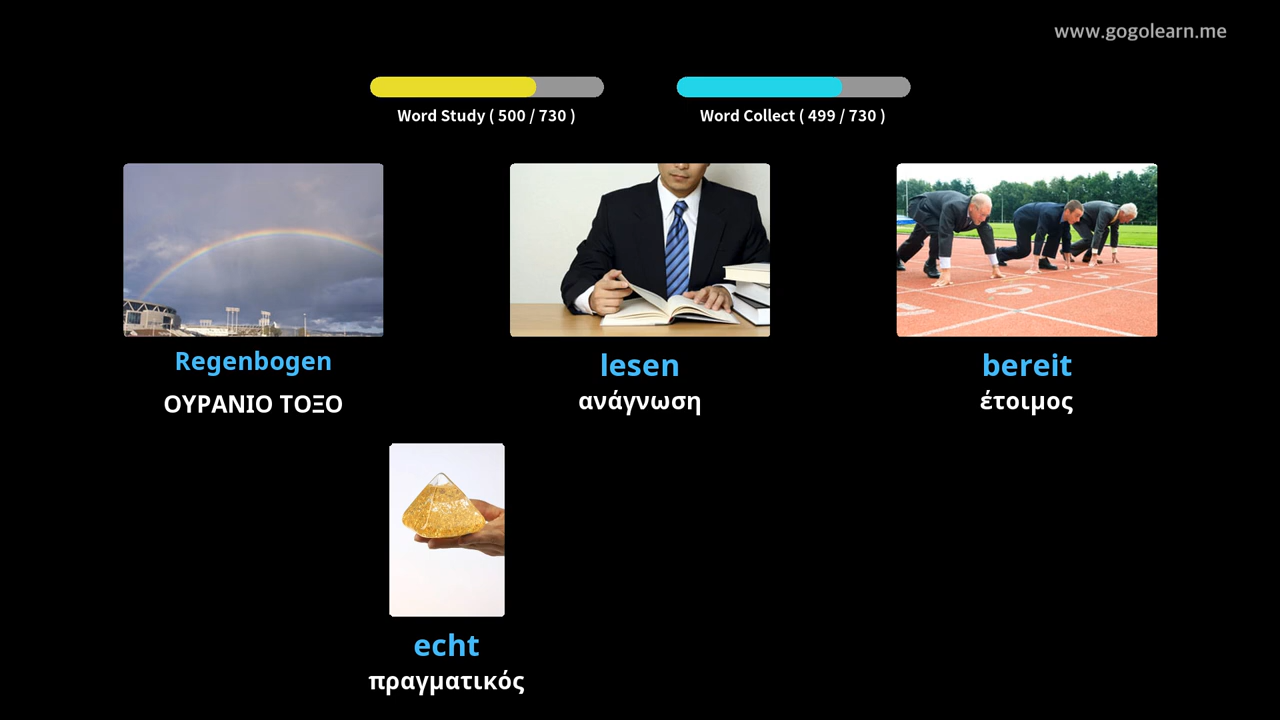 www.gogolearn.me
Word Study ( 500 / 730 )
Word Collect ( 499 / 730 )
Regenbogen
ΟΥΡΑΝΙΟ ΤΟΞΟ
lesen
ανάγνωση
bereit
έτοιμος
echt
πραγματικός